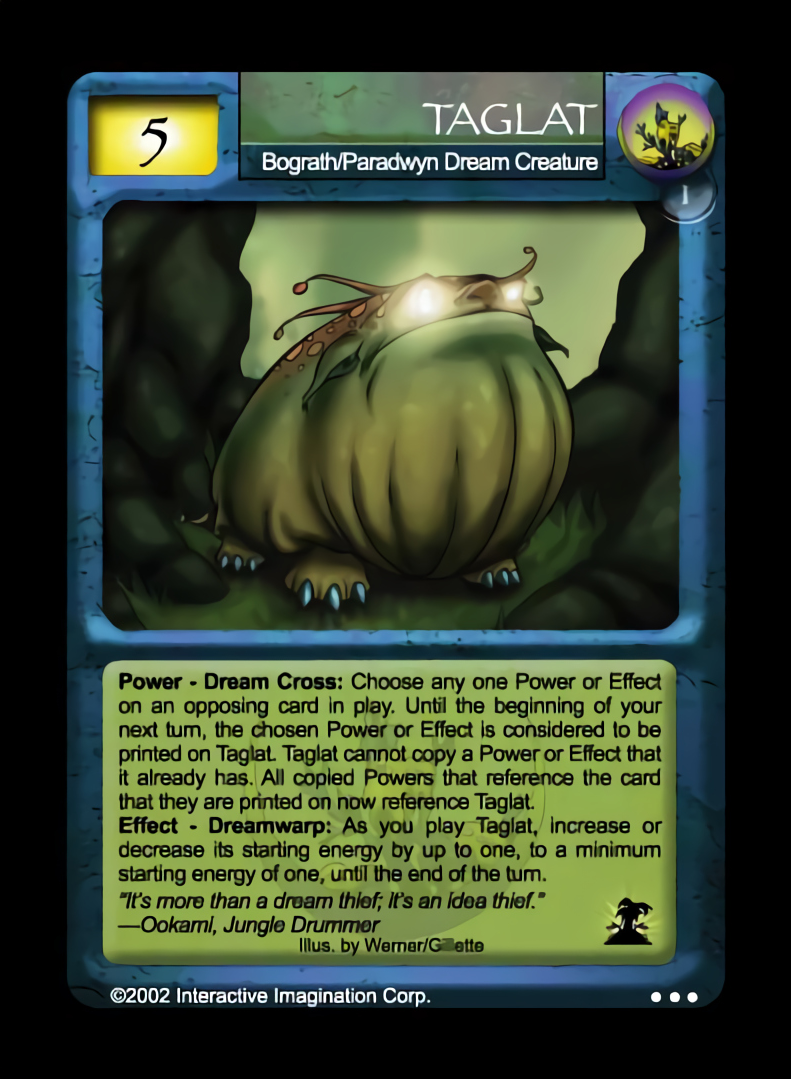 5
TAGLAT
Bograth/Paradwyn Dream Creature
1
Power - Dream Cross: Choose any one Power or Effect
on an opposing card in play. Until the beginning of your
next turn, the chosen Power or Effect is considered to be
printed on Taglat. Taglat cannot copy a Power or Effect that
it already has. All copied Powers that reference the card
that they are printed on now reference Taglat.
Effect - Dreamwarp: As you play Taglat, increase or
decrease its starting energy by up to one, to a minimum
starting energy of one, until the end of the turn.
"It's more than a dream thief; it's an idea thief."
—Ookami, Jungle Drummer
Illus. by Werner/Gillette
©2002 Interactive Imagination Corp.